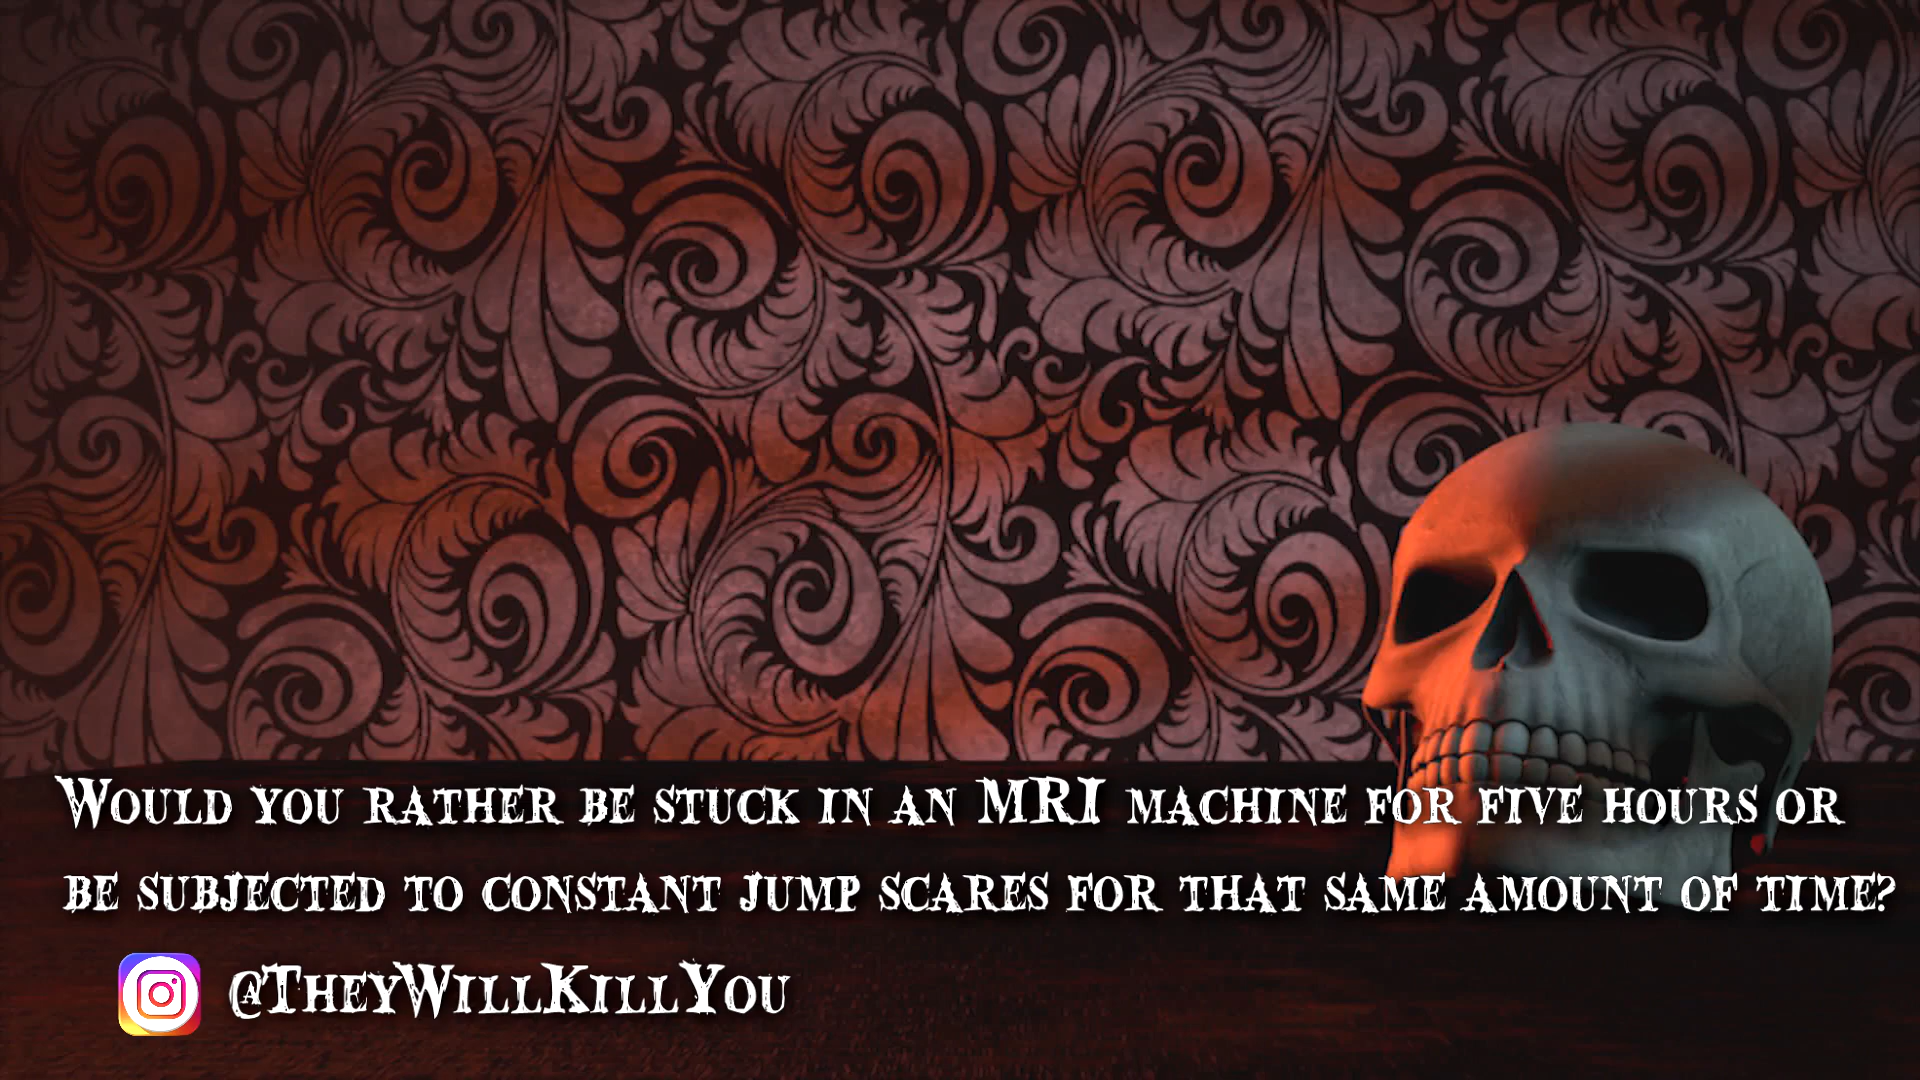 Would you rather be stuck in an MRI machine for five hours or
be subjected to constant jump scares for that same amount of time?
@TheyWillKillYou